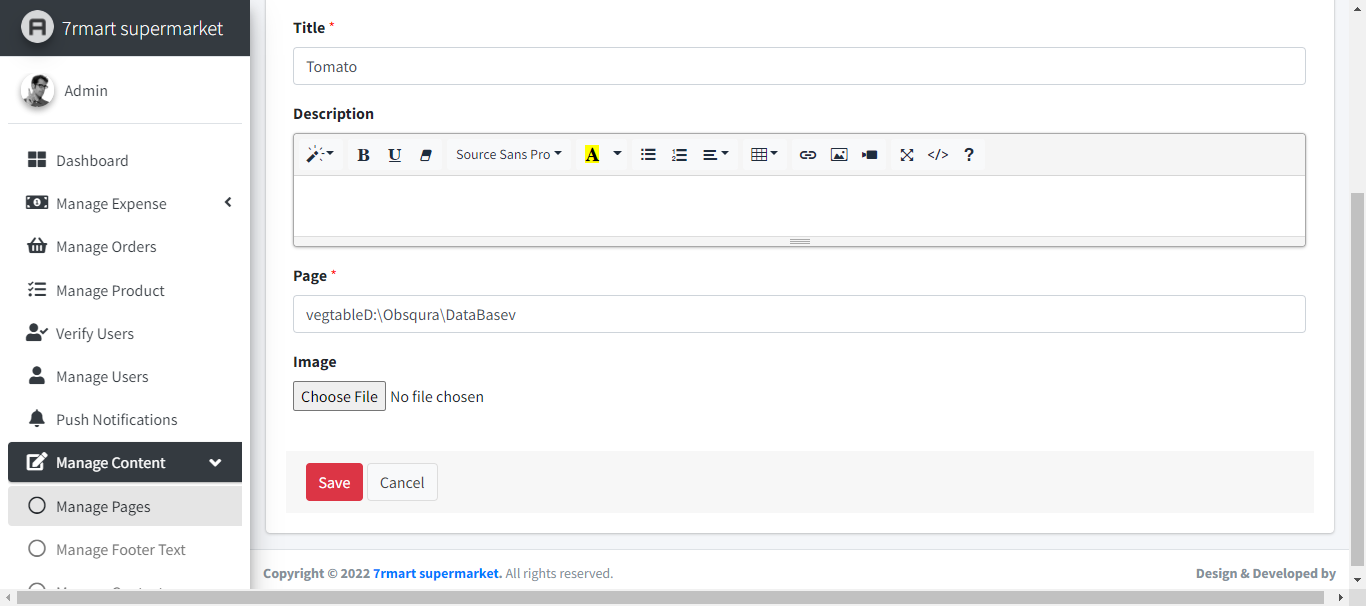 7rmart supermarket
Admin
Dashboard
Manage Expense
Manage Orders
Manage Product
Verify Users
Manage Users
Push Notifications
Manage Content
Manage Pages
Manage Footer Text
Title *
Tomato
Description
B U Source Sans Pro A </> ?
Page *
vegtableD:\Obsqura\DataBasev
Image
Choose File No file chosen
Save Cancel
Copyright © 2022 7rmart supermarket. All rights reserved.
Design & Developed by